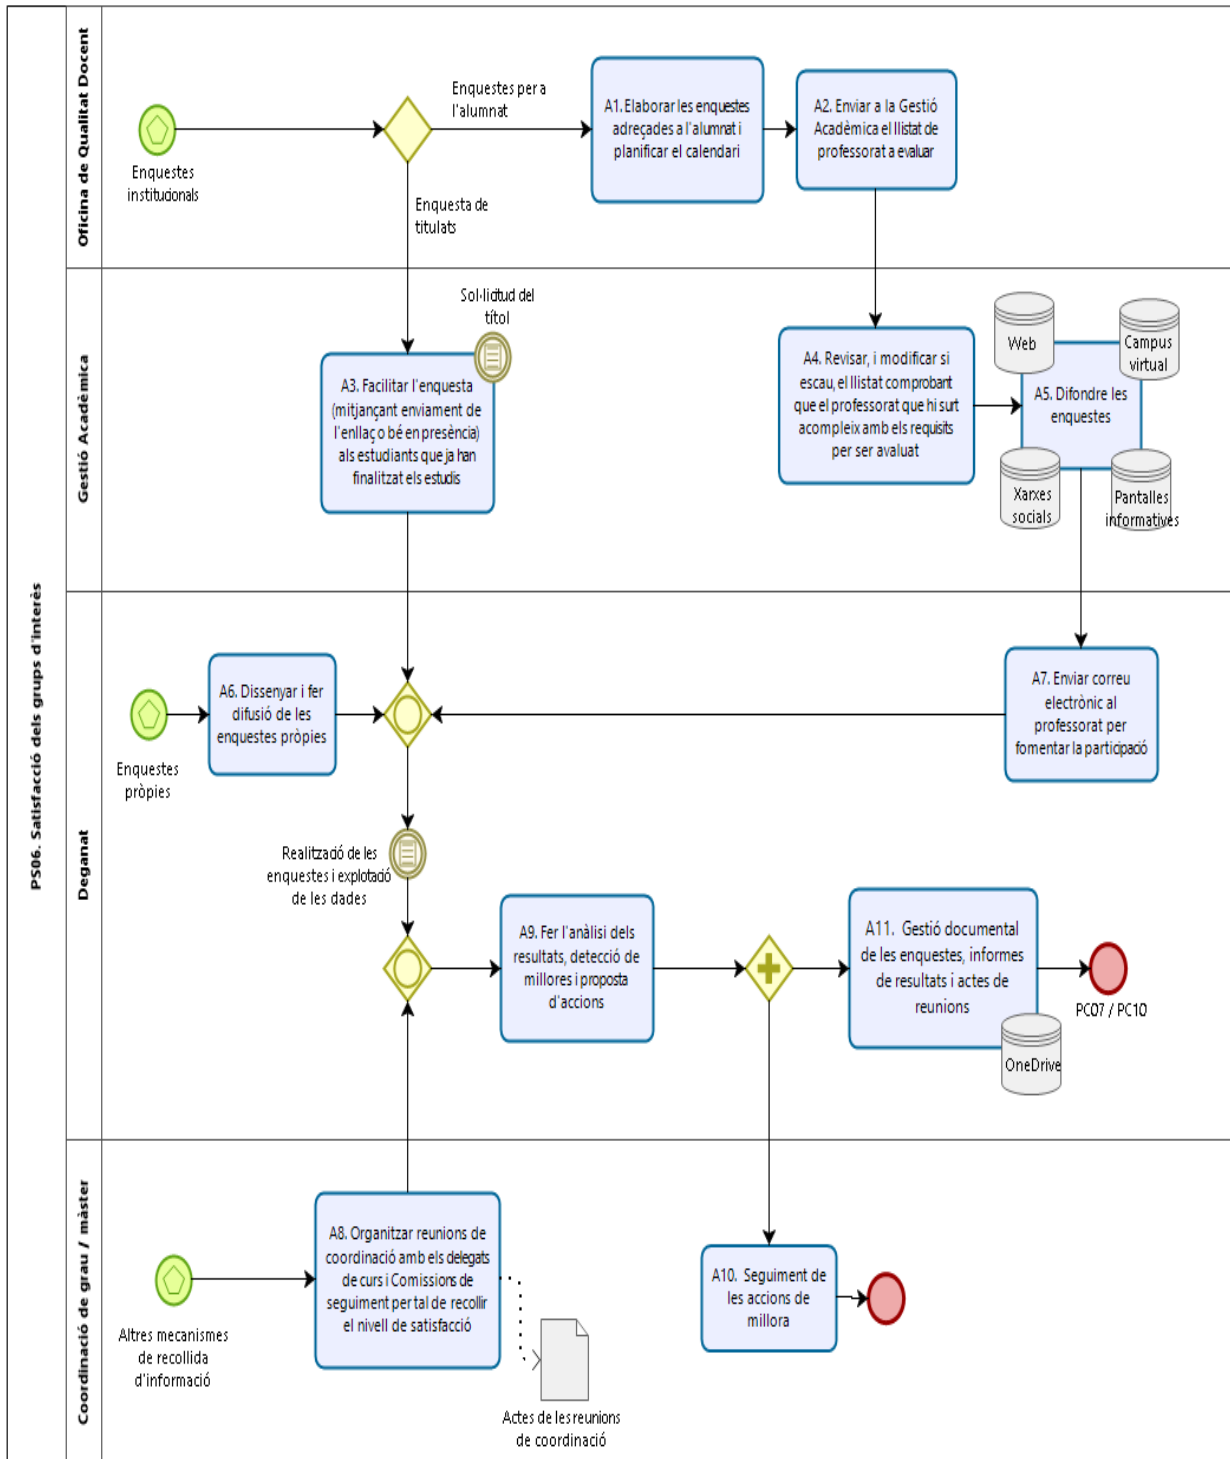 PS06. Satisfacció dels grups d'interès
Oficina de Qualitat Docent
Enquestes
institucionals
Enquestes per a
l'alumnat
Enquesta de
titulats
A1. Elaborar les enquestes
adreçades a l'alumnat i
planificar el calendari
A2. Enviar a la Gestió
Acadèmica el llistat de
professorat a evaluar
Gestió Acadèmica
Sol·licitud del
títol
A3. Facilitar l'enquesta
(mitjançant enviament de
l'enllaç o bé en presència)
als estudiants que ja han
finalitzat els estudis
A4. Revisar, i modificar si
escau, el llistat comprobant
que el professorat que hi surt
acompleix amb els requisits
per ser avaluat
Web
Campus
virtual
A5. Difondre les
enquestes
Xarxes
socials
Pantalles
informatives
Deganat
Enquestes
pròpies
A6. Dissenyar i fer
difusió de les
enquestes pròpies
A7. Enviar correu
electrònic al
professorat per
fomentar la participació
Realització de les
enquestes i explotació
de les dades
A9. Fer l'anàlisi dels
resultats, detecció de
millores i proposta
d'accions
A11.  Gestió documental
de les enquestes, informes
de resultats i actes de
reunions
OneDrive
PC07 / PC10
Coordinació de grau / màster
Altres mecanismes
de recollida
d'informació
A8. Organitzar reunions de
coordinació amb els delegats
de curs i Comissions de
seguiment per tal de recollir
el nivell de satisfacció
Actes de les reunions
de coordinació
A10.  Seguiment de
les accions de
millora